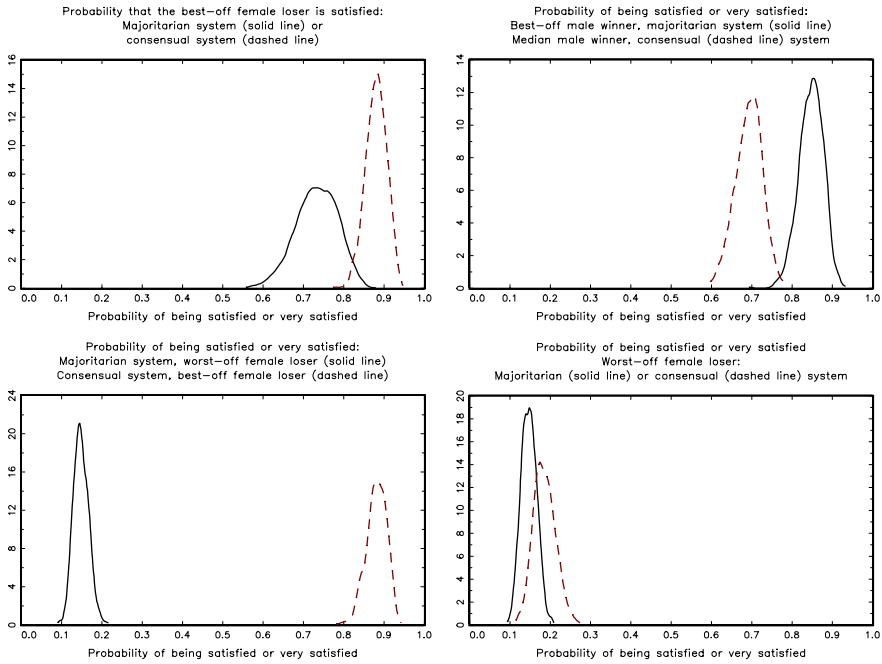 Probability that the best-off female loser is satisfied:
Majoritarian system (solid line) or
consensual system (dashed line)
16
14
12
10
8
6
4
2
0
0.0 0.1 0.2 0.3 0.4 0.5 0.6 0.7 0.8 0.9 1.0
Probability of being satisfied or very satisfied
Probability of being satisfied or very satisfied:
Best-off male winner, majoritarian system (solid line)
Median male winner, consensual (dashed line) system
14
12
10
8
6
4
2
0
0.0 0.1 0.2 0.3 0.4 0.5 0.6 0.7 0.8 0.9 1.0
Probability of being satisfied or very satisfied
Probability of being satisfied or very satisfied:
Majoritarian system, worst-off female loser (solid line)
Consensual system, best-off female loser (dashed line)
24
20
16
12
8
4
0
0.0 0.1 0.2 0.3 0.4 0.5 0.6 0.7 0.8 0.9 1.0
Probability of being satisfied or very satisfied
Probability of being satisfied or very satisfied
Worst-off female loser:
Majoritarian (solid line) or consensual (dashed line) system
20
18
16
14
12
10
8
6
4
2
0
0.0 0.1 0.2 0.3 0.4 0.5 0.6 0.7 0.8 0.9 1.0
Probability of being satisfied or very satisfied